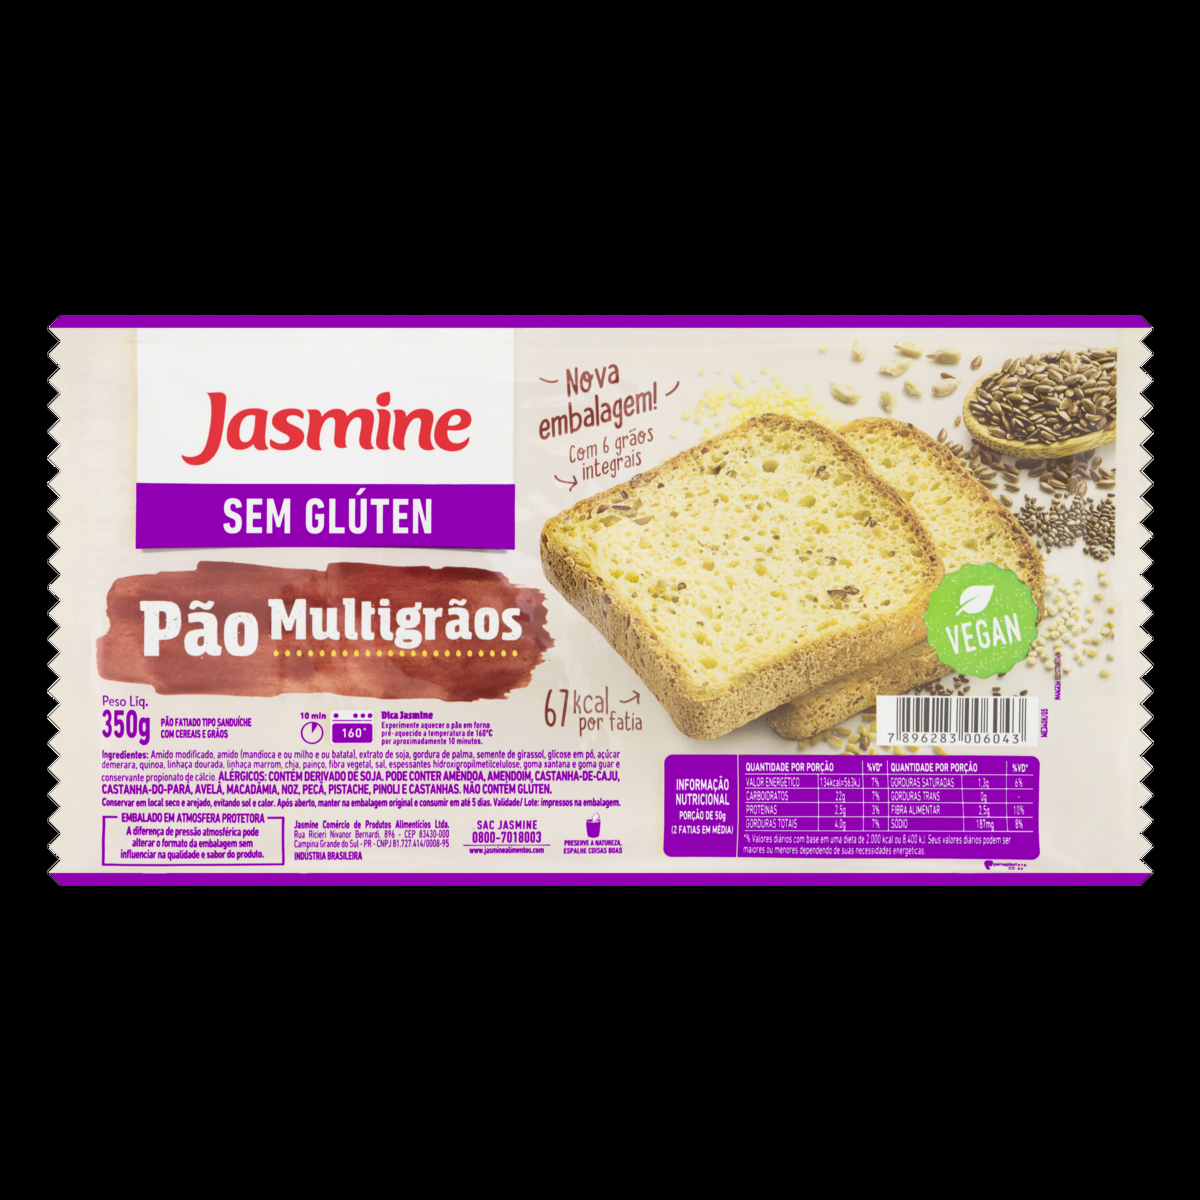 Jasmine
SEM GLÚTEN
Pão Multigrãos
Nova
embalagem!
Com 6 grãos
integrais
VEGAN
67 kcal
por fatia
Peso Líq.
350g
PÃO FATIADO TIPO SANDUÍCHE
COM CEREAIS E GRÃOS
10 min
160°
Dica Jasmine
Experimente aquecer o pão em forno
pré-aquecido a temperatura de 160°C
por aproximadamente 10 minutos.
Ingredientes: Amido modificado, amido (mandioca e ou milho e ou batata), extrato de soja, gordura de palma, semente de girassol, glicose em pó, açúcar
demerara, quinoa, linhaça dourada, linhaça marrom, chia, painço, fibra vegetal, sal, espessantes hidroxipropilmetilcelulose, goma xantana e goma guar e
conservante propionato de cálcio. ALÉRGICOS: CONTÉM DERIVADO DE SOJA. PODE CONTER AMÊNDOA, AMENDOIM, CASTANHA-DE-CAJU,
CASTANHA-DO-PARÁ, AVELÃ, MACADÂMIA, NOZ, PECÃ, PISTACHE, PINOLI E CASTANHAS. NÃO CONTÉM GLÚTEN.
Conservar em local seco e arejado, evitando sol e calor. Após aberto, manter na embalagem original e consumir em até 5 dias. Validade/ Lote: impressos na embalagem.
EMBALADO EM ATMOSFERA PROTETORA
A diferença de pressão atmosférica pode
alterar o formato da embalagem sem
influenciar na qualidade e sabor do produto.
Jasmine Comércio de Produtos Alimentícios Ltda.
Rua Ricieri Nivanor Bernardi, 896 - CEP 83430-000
Campina Grande do Sul - PR - CNPJ 81.727.414/0008-95
INDÚSTRIA BRASILEIRA
SAC JASMINE
0800-7018003
www.jasminealimentos.com
PRESERVE A NATUREZA,
ESPALHE COISAS BOAS
7 896283 006043
INFORMAÇÃO
NUTRICIONAL
PORÇÃO DE 50g
(2 FATIAS EM MÉDIA)
QUANTIDADE POR PORÇÃO %VD* QUANTIDADE POR PORÇÃO %VD*
VALOR ENERGÉTICO 134kcal=563kJ 7% GORDURAS SATURADAS 1,3g 6%
CARBOIDRATOS 22g 7% GORDURAS TRANS 0g -
PROTEÍNAS 2,5g 3% FIBRA ALIMENTAR 2,5g 10%
GORDURAS TOTAIS 4,0g 7% SÓDIO 187mg 8%
*% Valores diários com base em uma dieta de 2.000 kcal ou 8.400 kJ. Seus valores diários podem ser
maiores ou menores dependendo de suas necessidades energéticas.